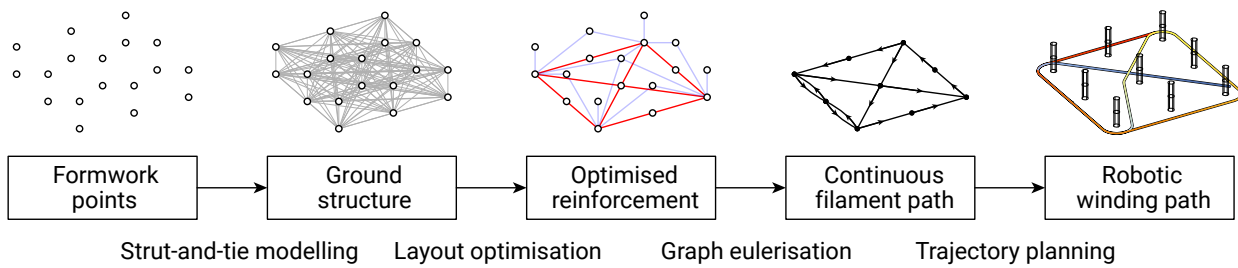 Formwork
points
Ground
structure
Optimised
reinforcement
Continuous
filament path
Robotic
winding path
Strut-and-tie modelling
Layout optimisation
Graph eulerisation
Trajectory planning